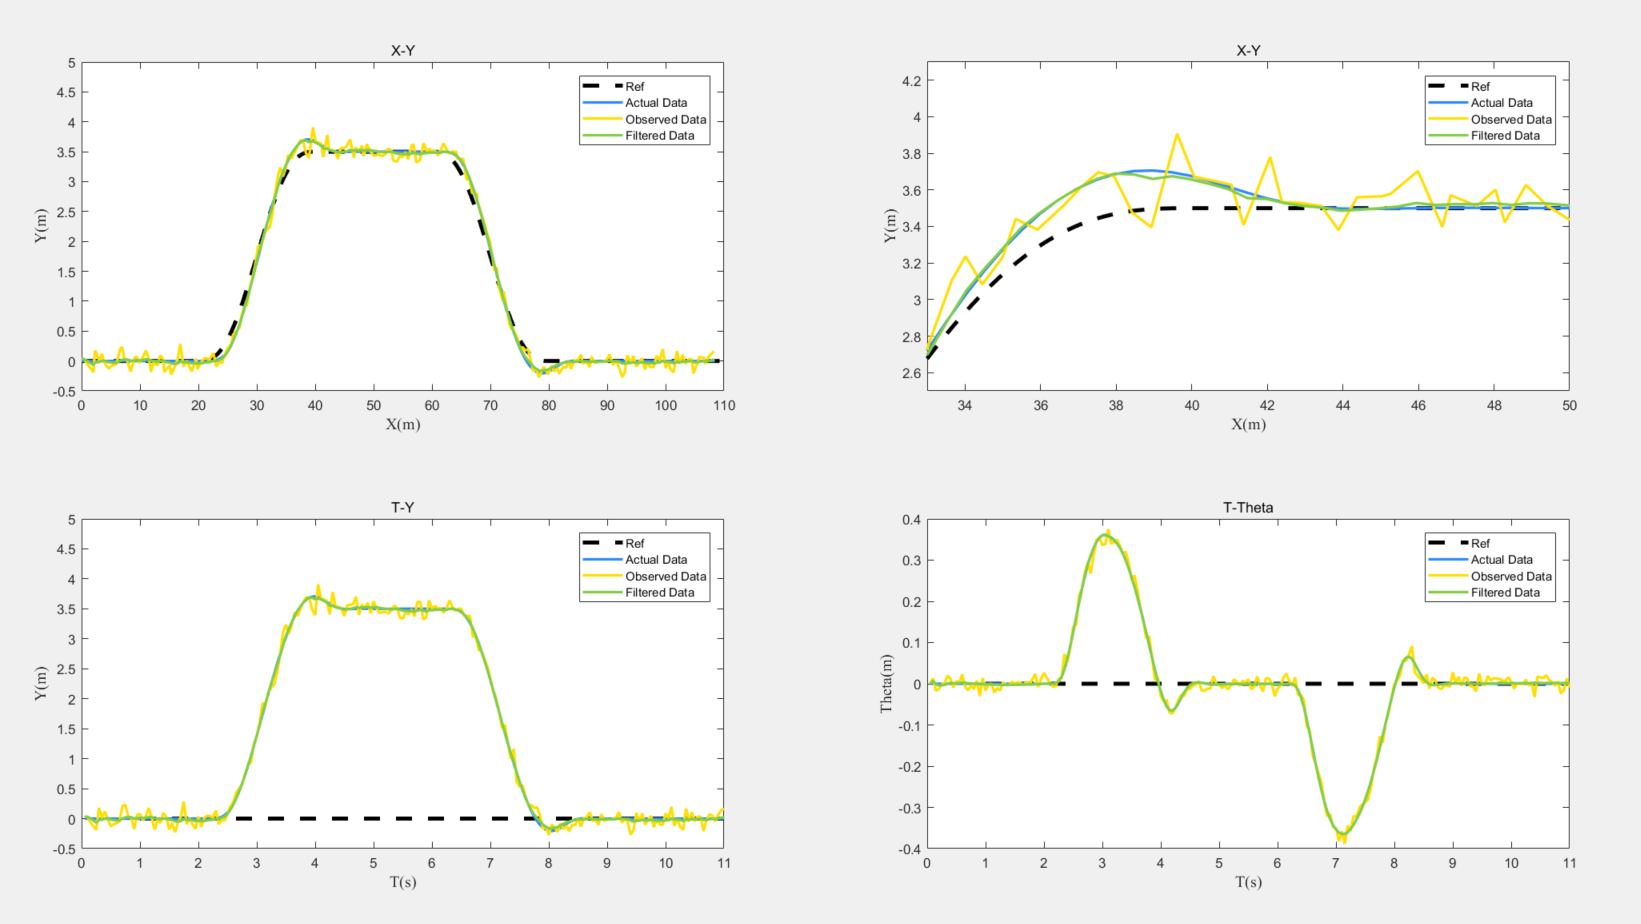 X-Y
5
4.5
4
3.5
3
2.5
2
1.5
1
0.5
0
-0.5
Y(m)
0 10 20 30 40 50 60 70 80 90 100 110
X(m)
Ref
Actual Data
Observed Data
Filtered Data
X-Y
4.2
4
3.8
3.6
3.4
3.2
3
2.8
2.6
Y(m)
34 36 38 40 42 44 46 48 50
X(m)
Ref
Actual Data
Observed Data
Filtered Data
T-Y
5
4.5
4
3.5
3
2.5
2
1.5
1
0.5
0
-0.5
Y(m)
0 1 2 3 4 5 6 7 8 9 10 11
T(s)
Ref
Actual Data
Observed Data
Filtered Data
T-Theta
0.4
0.3
0.2
0.1
0
-0.1
-0.2
-0.3
-0.4
Theta(m)
0 1 2 3 4 5 6 7 8 9 10 11
T(s)
Ref
Actual Data
Observed Data
Filtered Data